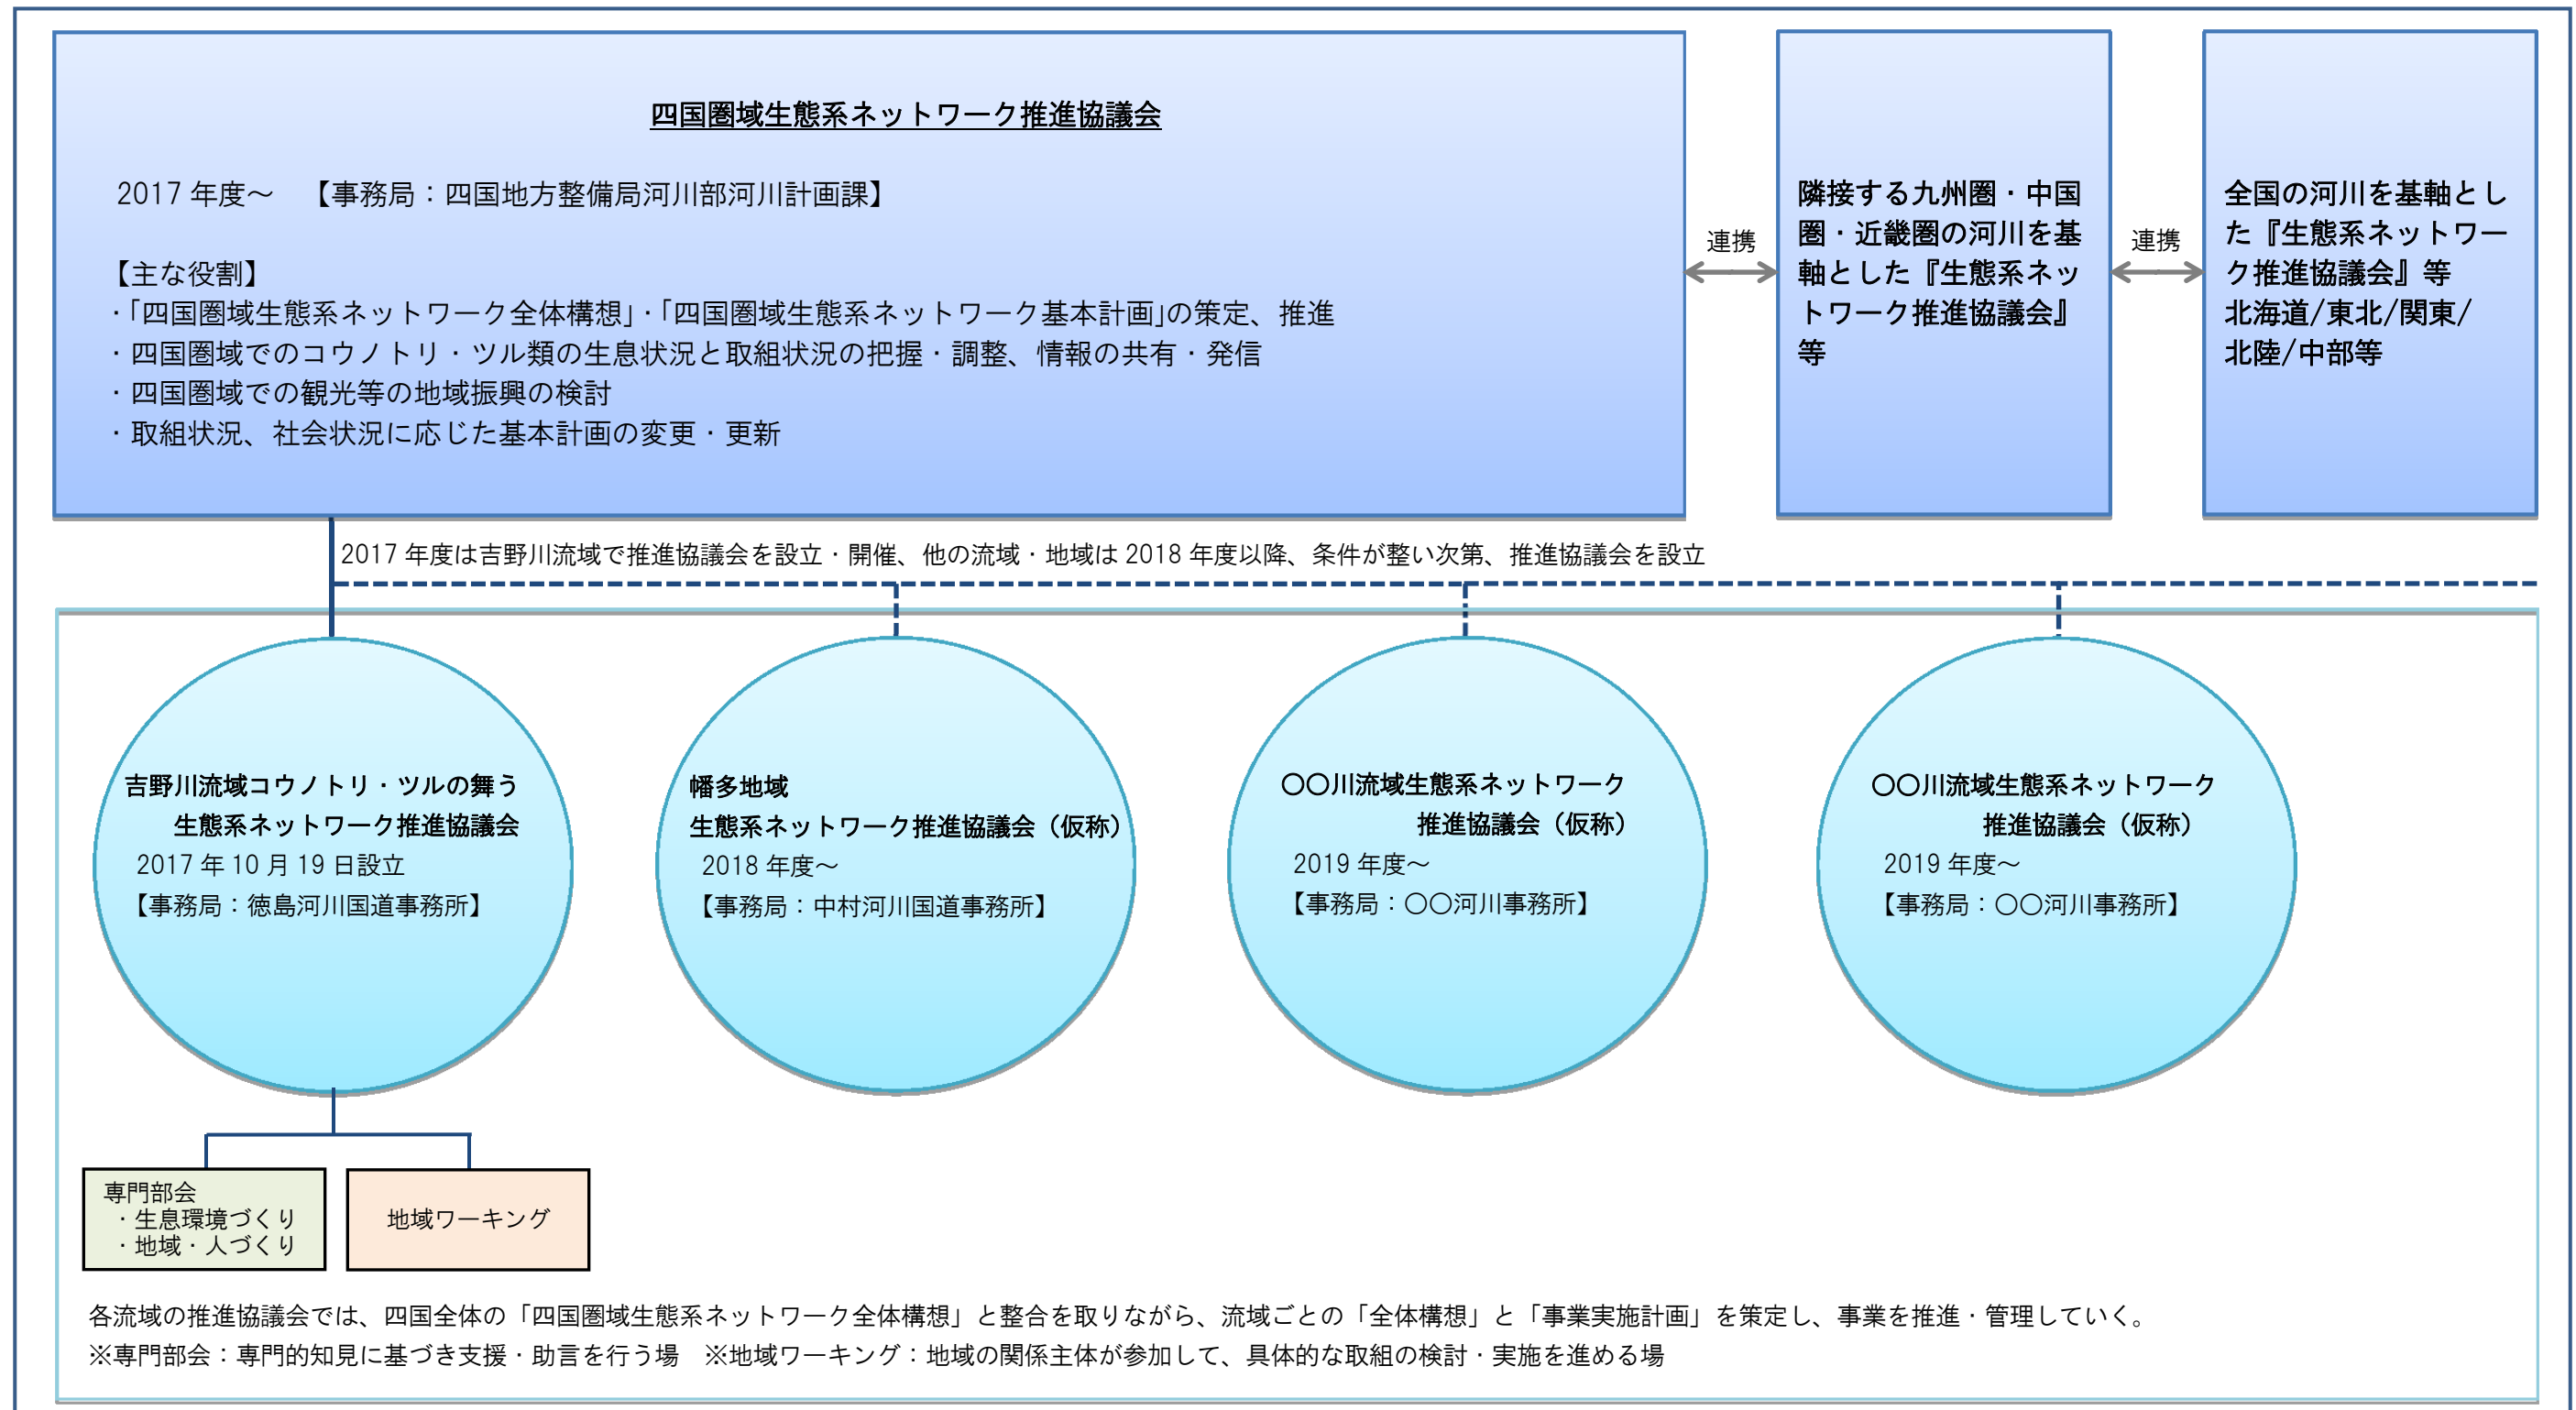 四国圏域生態系ネットワーク推進協議会
2017 年度～　【事務局：四国地方整備局河川部河川計画課】
【主な役割】
・「四国圏域生態系ネットワーク全体構想」・「四国圏域生態系ネットワーク基本計画」の策定、推進
・四国圏域でのコウノトリ・ツル類の生息状況と取組状況の把握・調整、情報の共有・発信
・四国圏域での観光等の地域振興の検討
・取組状況、社会状況に応じた基本計画の変更・更新
連携
隣接する九州圏・中国
圏・近畿圏の河川を基
軸とした『生態系ネッ
トワーク推進協議会』
等
連携
全国の河川を基軸とし
た『生態系ネットワー
ク推進協議会』等
北海道/東北/関東/
北陸/中部等
2017 年度は吉野川流域で推進協議会を設立・開催、他の流域・地域は 2018 年度以降、条件が整い次第、推進協議会を設立
吉野川流域コウノトリ・ツルの舞う
生態系ネットワーク推進協議会
2017 年 10 月 19 日設立
【事務局：徳島河川国道事務所】
幡多地域
生態系ネットワーク推進協議会（仮称）
2018 年度～
【事務局：中村河川国道事務所】
〇〇川流域生態系ネットワーク
推進協議会（仮称）
2019 年度～
【事務局：〇〇河川事務所】
〇〇川流域生態系ネットワーク
推進協議会（仮称）
2019 年度～
【事務局：〇〇河川事務所】
専門部会
・生息環境づくり
・地域・人づくり
地域ワーキング
各流域の推進協議会では、四国全体の「四国圏域生態系ネットワーク全体構想」と整合を取りながら、流域ごとの「全体構想」と「事業実施計画」を策定し、事業を推進・管理していく。
※専門部会：専門的知見に基づき支援・助言を行う場　※地域ワーキング：地域の関係主体が参加して、具体的な取組の検討・実施を進める場